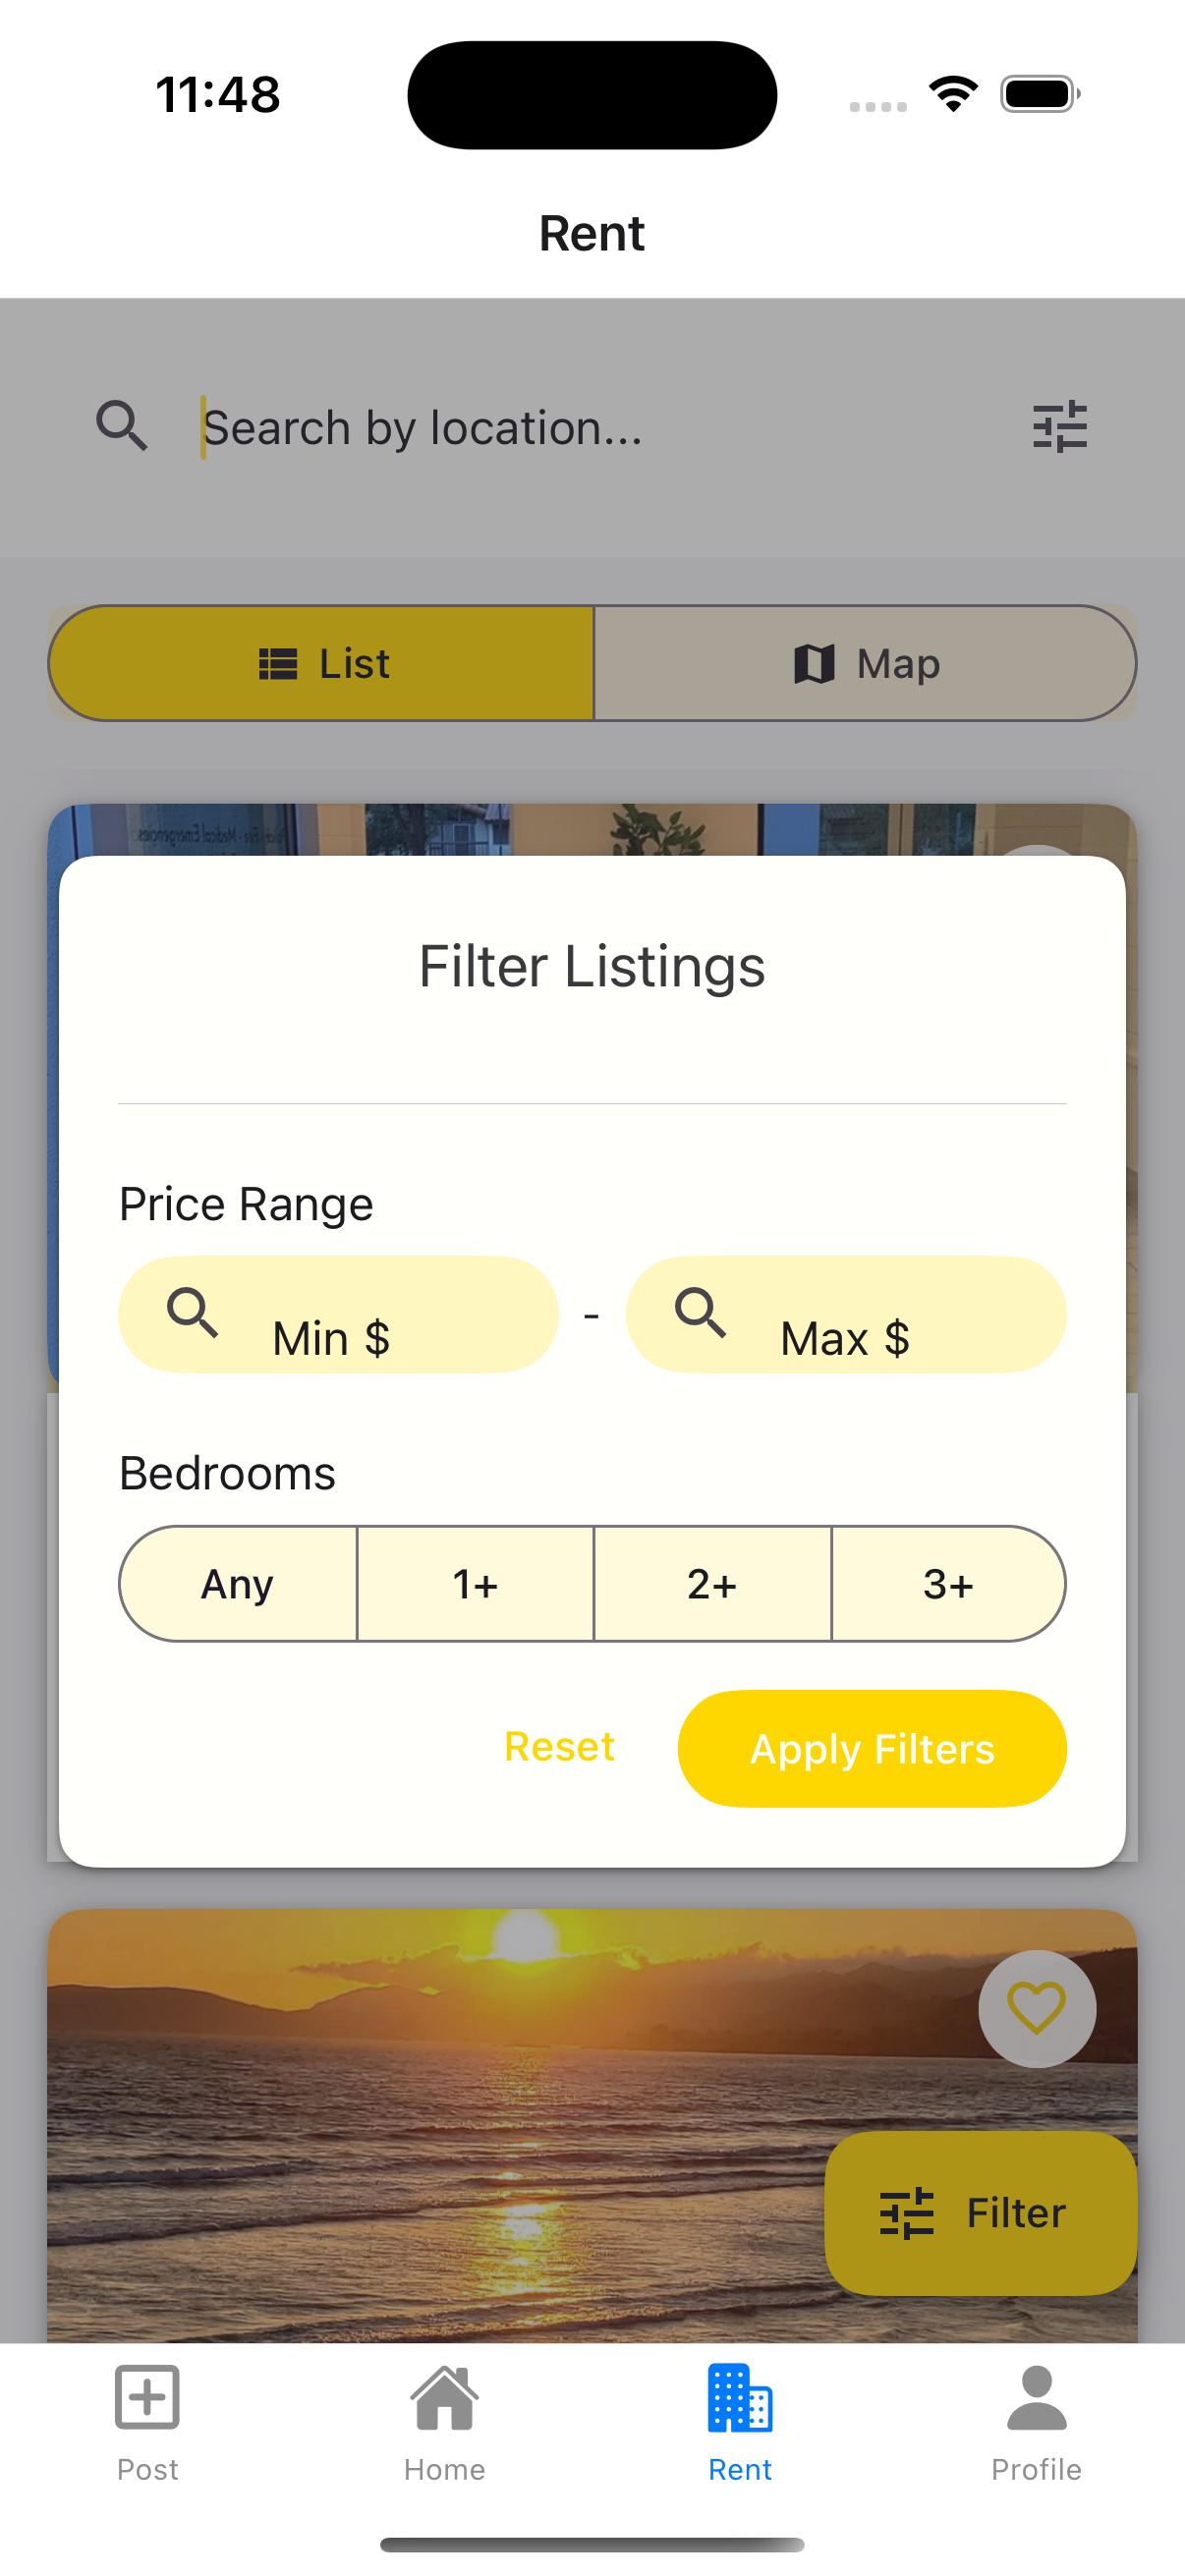 11:48
Rent
Search by location...
List
Map
Filter Listings
Price Range
Min $
-
Max $
Bedrooms
Any
1+
2+
3+
Reset
Apply Filters
Filter
Post
Home
Rent
Profile